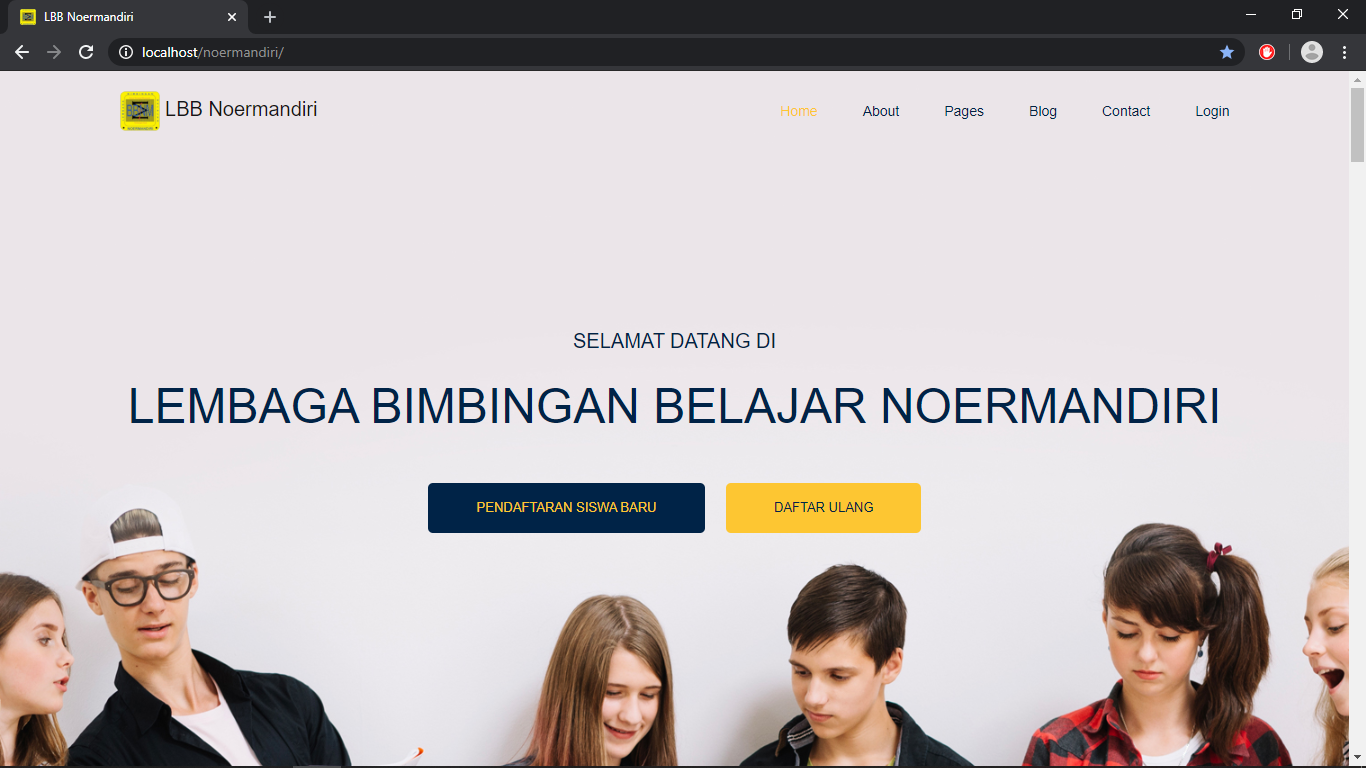 LBB Noermandiri
localhost/noermandiri/
LBB Noermandiri
Home About Pages Blog Contact Login
SELAMAT DATANG DI
LEMBAGA BIMBINGAN BELAJAR NOERMANDIRI
PENDAFTARAN SISWA BARU DAFTAR ULANG